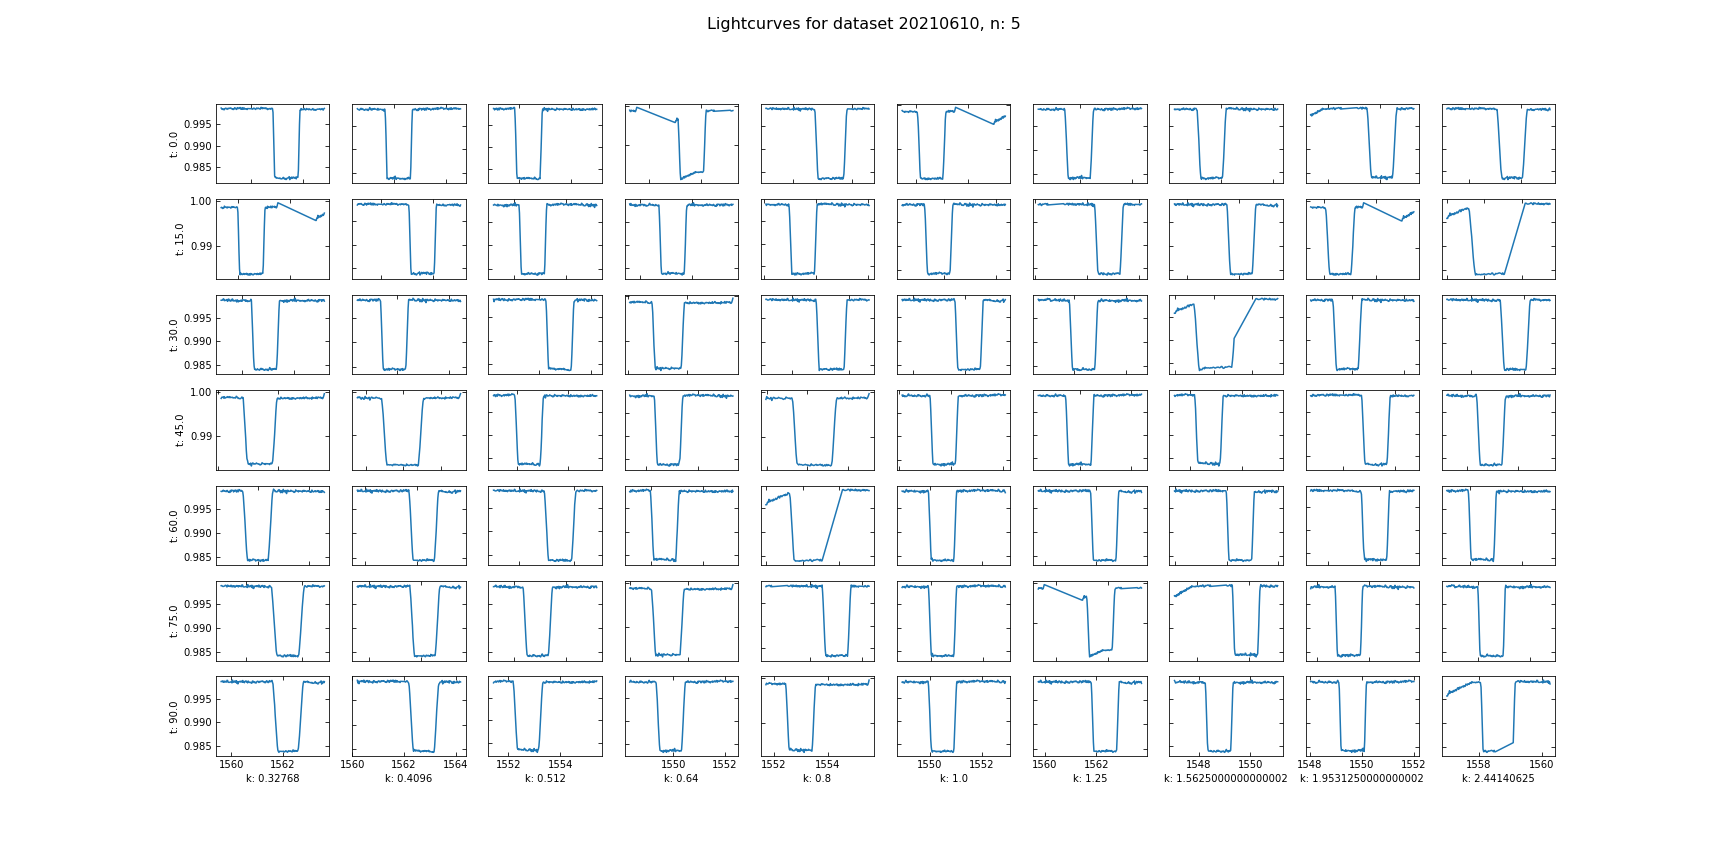 Lightcurves for dataset 20210610, n: 5
t: 0.0
0.995
0.990
0.985
t: 15.0
1.00
0.99
t: 30.0
0.995
0.990
0.985
t: 45.0
1.00
0.99
t: 60.0
0.995
0.990
0.985
t: 75.0
0.995
0.990
0.985
t: 90.0
0.995
0.990
0.985
1560 1562 1560 1562 1564 1552 1554 1550 1552 1552 1554 1550 1552 1560 1562 1548 1550 1548 1550 1552 1558 1560
k: 0.32768 k: 0.4096 k: 0.512 k: 0.64 k: 0.8 k: 1.0 k: 1.25 k: 1.5625000000000002 k: 1.9531250000000002 k: 2.44140625